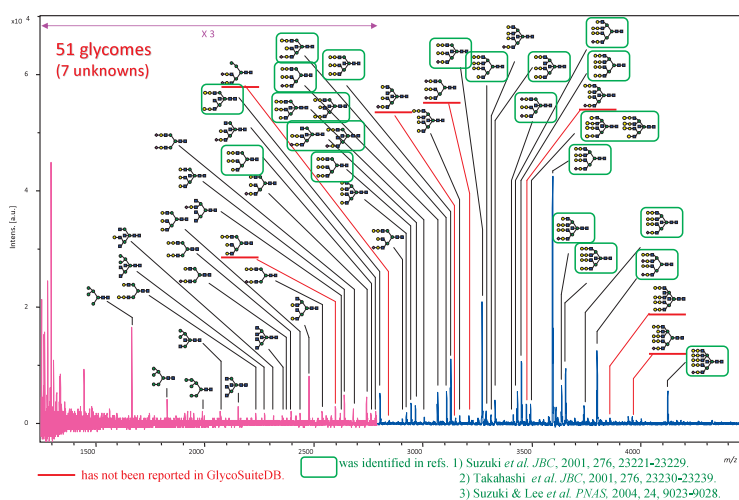 x10⁴
X 3
51 glycomes
(7 unknowns)
6
4
2
0
Intens. [a.u.]
1500
2000
2500
3000
3500
4000
m/z
has not been reported in GlycoSuiteDB.
was identified in refs. 1) Suzuki et al. JBC, 2001, 276, 23221-23229.
2) Takahashi et al. JBC, 2001, 276, 23230-23239.
3) Suzuki & Lee et al. PNAS, 2004, 24, 9023-9028.